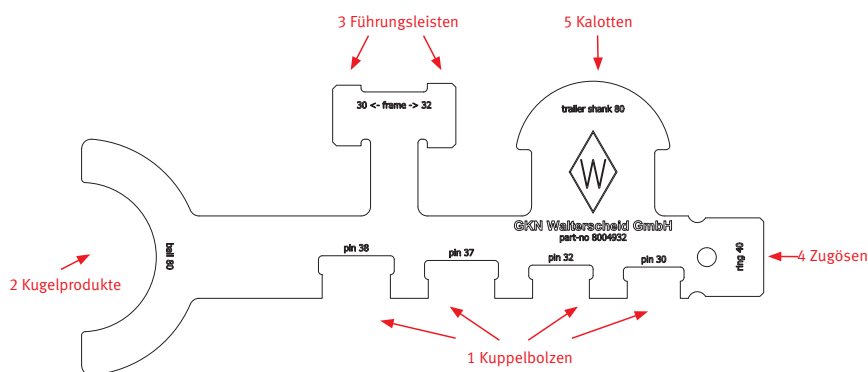 3 Führungsleisten
5 Kalotten
30 <- frame -> 32
trailer shank 80
W
GKN Walterscheid GmbH
part-no 8004932
ball 80
pin 38
pin 37
pin 32
pin 30
ring 40
4 Zugösen
2 Kugelprodukte
1 Kuppelbolzen